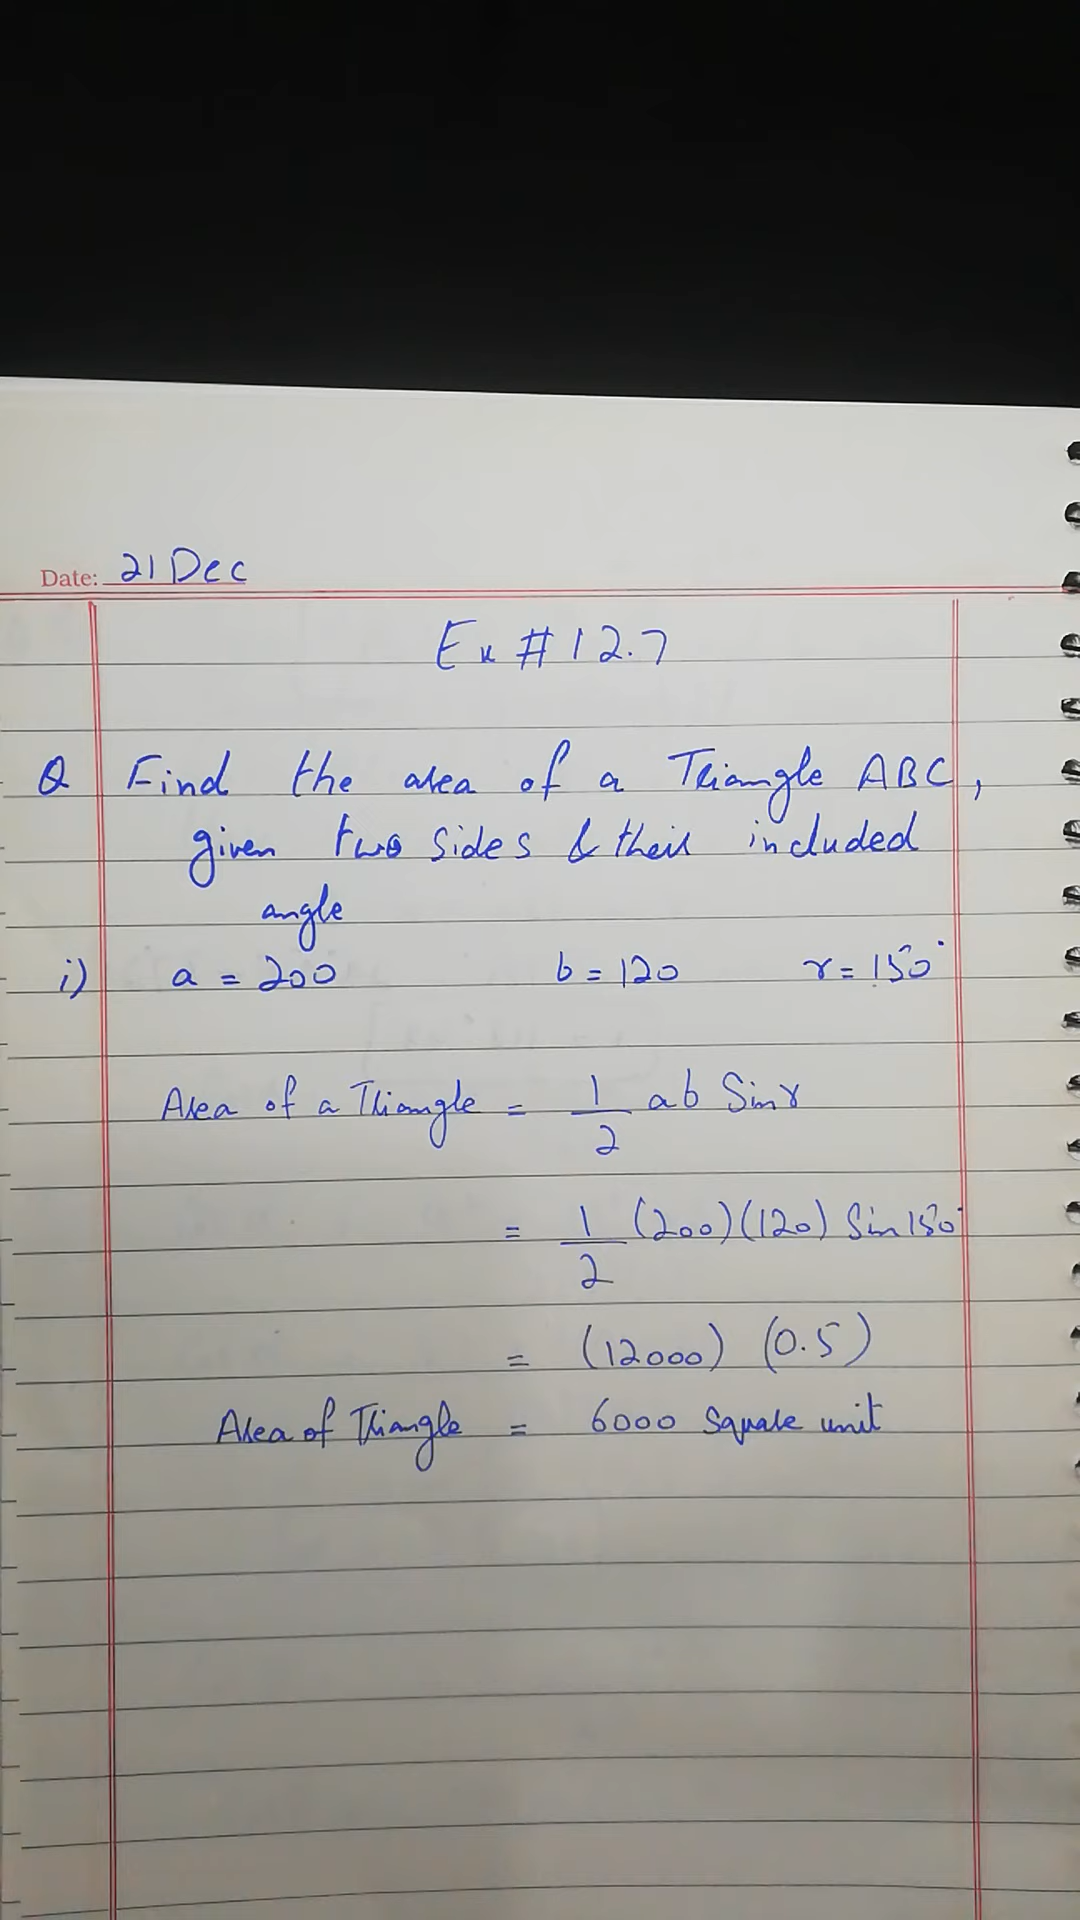 Date: 21 Dec
Ex # 12.7
Q Find the area of a Triangle ABC,
given two sides & their included
angle
i) a = 200 b = 120 γ = 150°
Area of a Triangle = 1/2 ab Sinγ
= 1/2 (200)(120) Sin 150°
= (12000) (0.5)
Area of Triangle = 6000 Square unit